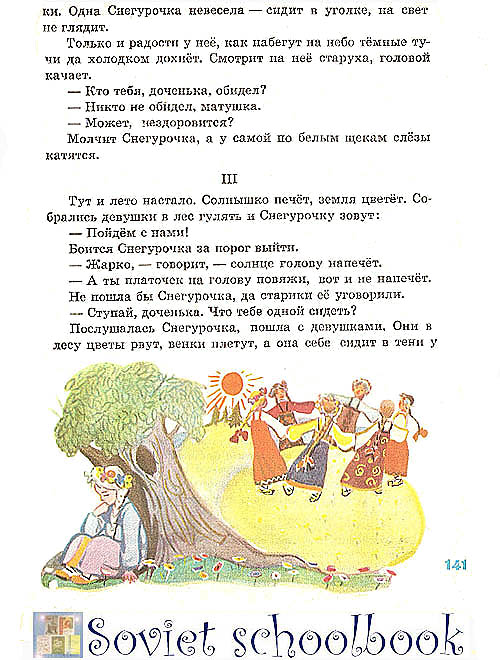 ки. Одна Снегурочка невесела — сидит в уголке, на свет
не глядит.
Только и радости у неё, как набегут на небо тёмные ту-
чи да холодком дохнёт. Смотрит на неё старуха, головой
качает.
— Кто тебя, доченька, обидел?
— Никто не обидел, матушка.
— Может, нездоровится?
Молчит Снегурочка, а у самой по белым щекам слёзы
катятся.
III
Тут и лето настало. Солнышко печёт, земля цветёт. Со-
брались девушки в лес гулять и Снегурочку зовут:
— Пойдём с нами!
Боится Снегурочка за порог выйти.
— Жарко, — говорит, — солнце голову напечёт.
— А ты платочек на голову повяжи, вот и не напечёт.
Не пошла бы Снегурочка, да старики её уговорили.
— Ступай, доченька. Что тебе одной сидеть?
Послушалась Снегурочка, пошла с девушками. Они в
лесу цветы рвут, венки плетут, а она себе сидит в тени у
141
Soviet schoolbook